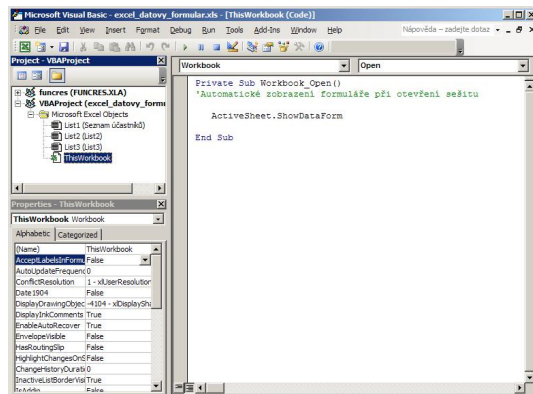 Microsoft Visual Basic - excel_datovy_formular.xls - [ThisWorkbook (Code)]
File Edit View Insert Format Debug Run Tools Add-Ins Window Help Nápověda – zadejte dotaz
Project - VBAProject
funcres (FUNCRES.XLA)
VBAProject (excel_datovy_formu
Microsoft Excel Objects
List1 (Seznam účastníků)
List2 (List2)
List3 (List3)
ThisWorkbook
Properties - ThisWorkbook
ThisWorkbook Workbook
Alphabetic Categorized
(Name) ThisWorkbook
AcceptLabelsInFormu False
AutoUpdateFrequenc 0
ConflictResolution 1 - xlUserResolution
Date1904 False
DisplayDrawingObjec -4104 - xlDisplaySha
DisplayInkComments True
EnableAutoRecover True
EnvelopeVisible False
HasRoutingSlip False
HighlightChangesOnS False
ChangeHistoryDurati 0
InactiveListBorderVisi True
IsAddin False
Workbook Open
Private Sub Workbook_Open()
'Automatické zobrazení formuláře při otevření sešitu
ActiveSheet.ShowDataForm
End Sub